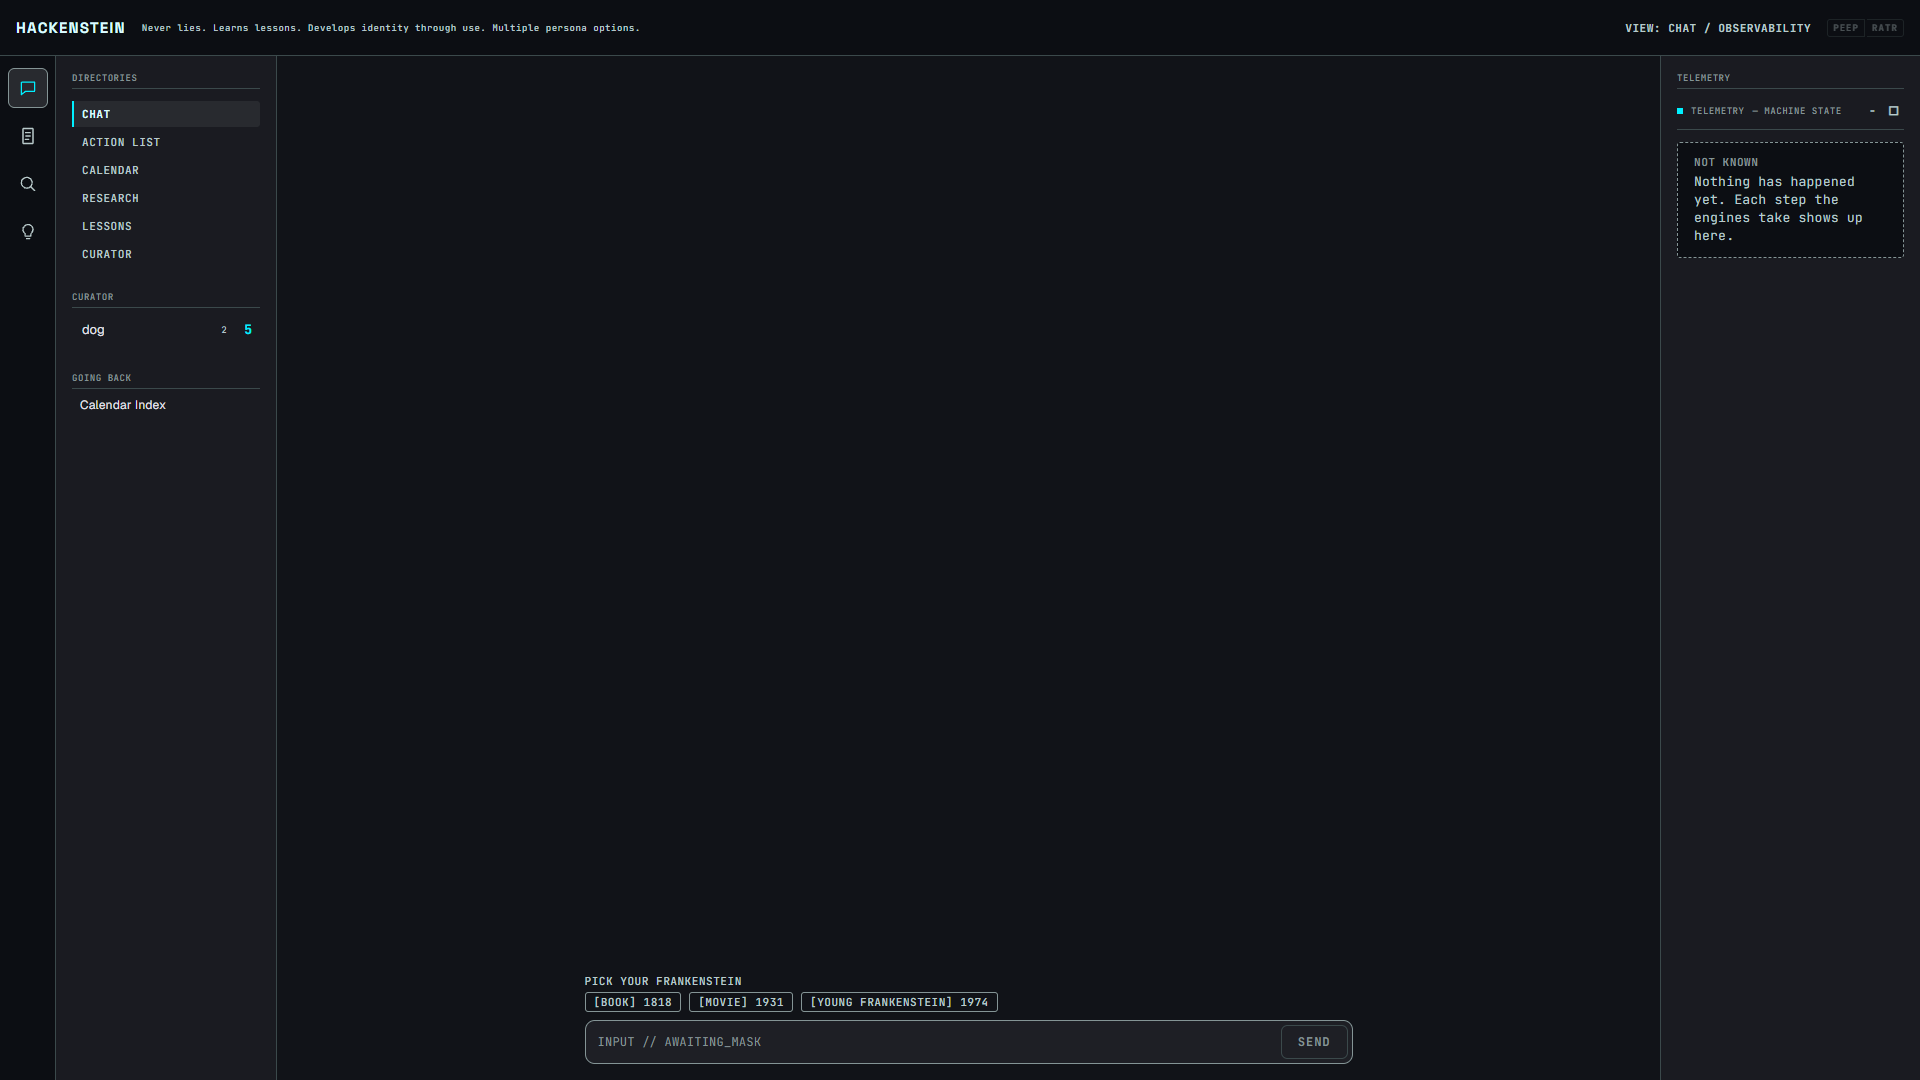 HACKENSTEIN
Never lies. Learns lessons. Develops identity through use. Multiple persona options.
VIEW: CHAT / OBSERVABILITY
PEEP RATR
DIRECTORIES
CHAT
ACTION LIST
CALENDAR
RESEARCH
LESSONS
CURATOR
CURATOR
dog 2 5
GOING BACK
Calendar Index
PICK YOUR FRANKENSTEIN
[BOOK] 1818 [MOVIE] 1931 [YOUNG FRANKENSTEIN] 1974
INPUT // AWAITING_MASK
SEND
TELEMETRY
TELEMETRY — MACHINE STATE
NOT KNOWN
Nothing has happened
yet. Each step the
engines take shows up
here.